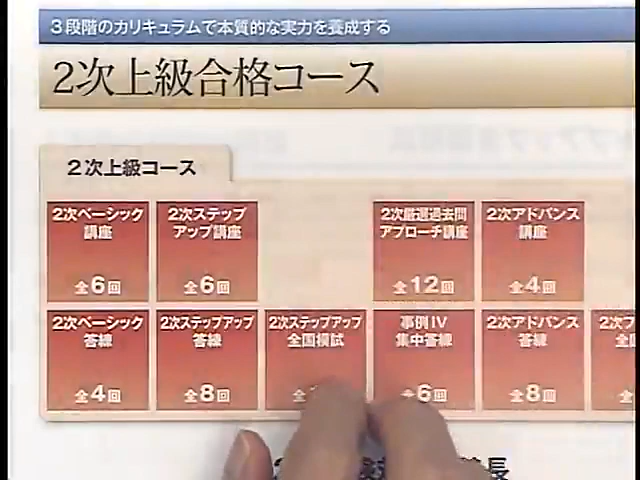 3段階のカリキュラムで本質的な実力を養成する
2次上級合格コース
2次上級コース
2次ベーシック
講座
全6回
2次ステップ
アップ講座
全6回
2次厳選過去問
アプローチ講座
全12回
2次アドバンス
講座
全4回
2次ベーシック
答練
全4回
2次ステップアップ
答練
全8回
2次ステップアップ
全国模試
全
事例IV
集中答練
全6回
2次アドバンス
答練
全8回
長